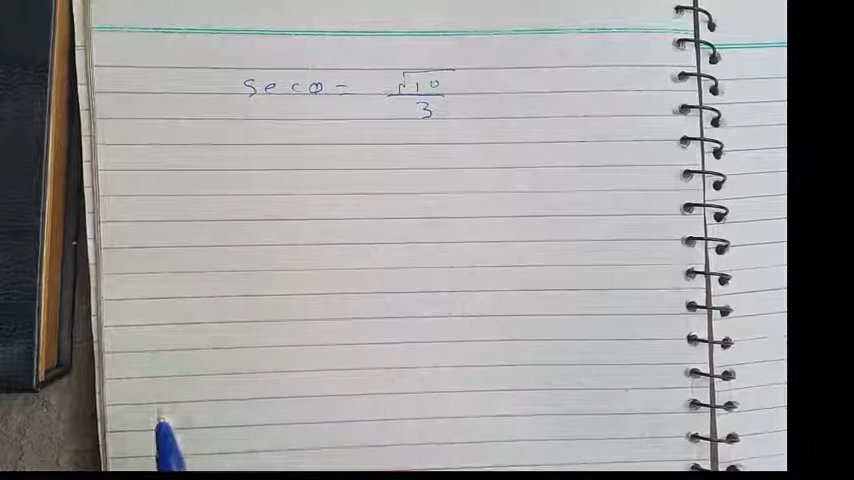 secθ = √10/3